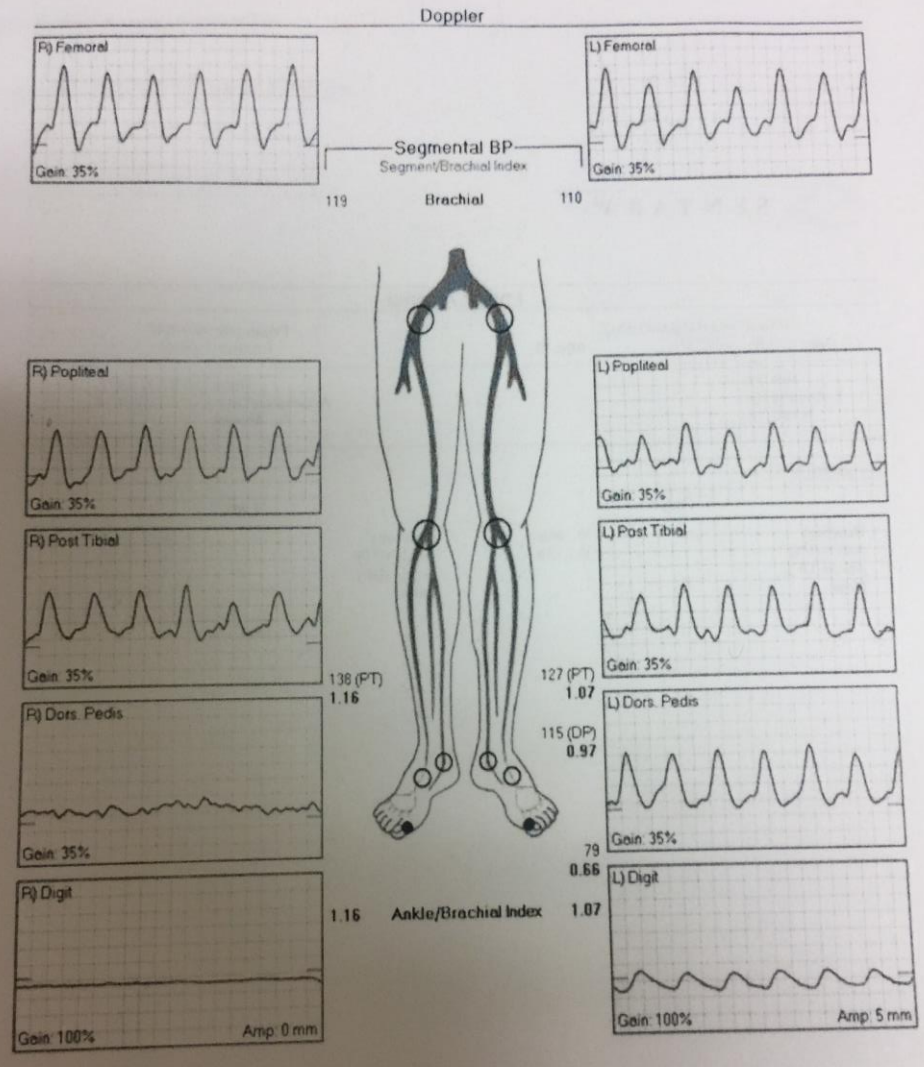 Doppler
R) Femoral
Gain: 35%
L) Femoral
Gain: 35%
Segmental BP
Segment/Brachial Index
119 Brachial 110
R) Popliteal
Gain: 35%
L) Popliteal
Gain: 35%
R) Post Tibial
Gain: 35%
L) Post Tibial
Gain: 35%
138 (PT)
1.16
127 (PT)
1.07
R) Dors. Pedis
Gain: 35%
115 (DP)
0.97
L) Dors. Pedis
Gain: 35%
79
0.66
R) Digit
Gain: 100% Amp: 0 mm
1.16 Ankle/Brachial Index 1.07
L) Digit
Gain: 100% Amp: 5 mm